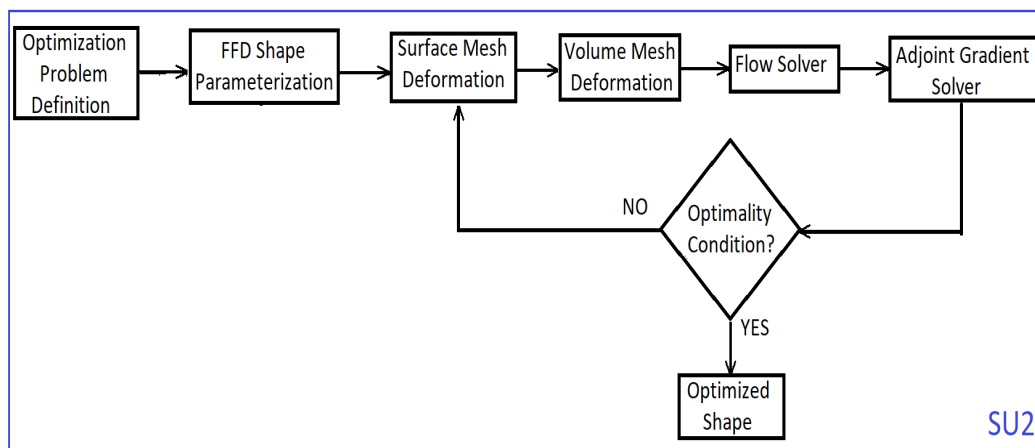 Optimization
Problem
Definition
FFD Shape
Parameterization
Surface Mesh
Deformation
Volume Mesh
Deformation
Flow Solver
Adjoint Gradient
Solver
NO
Optimality
Condition?
YES
Optimized
Shape
SU2